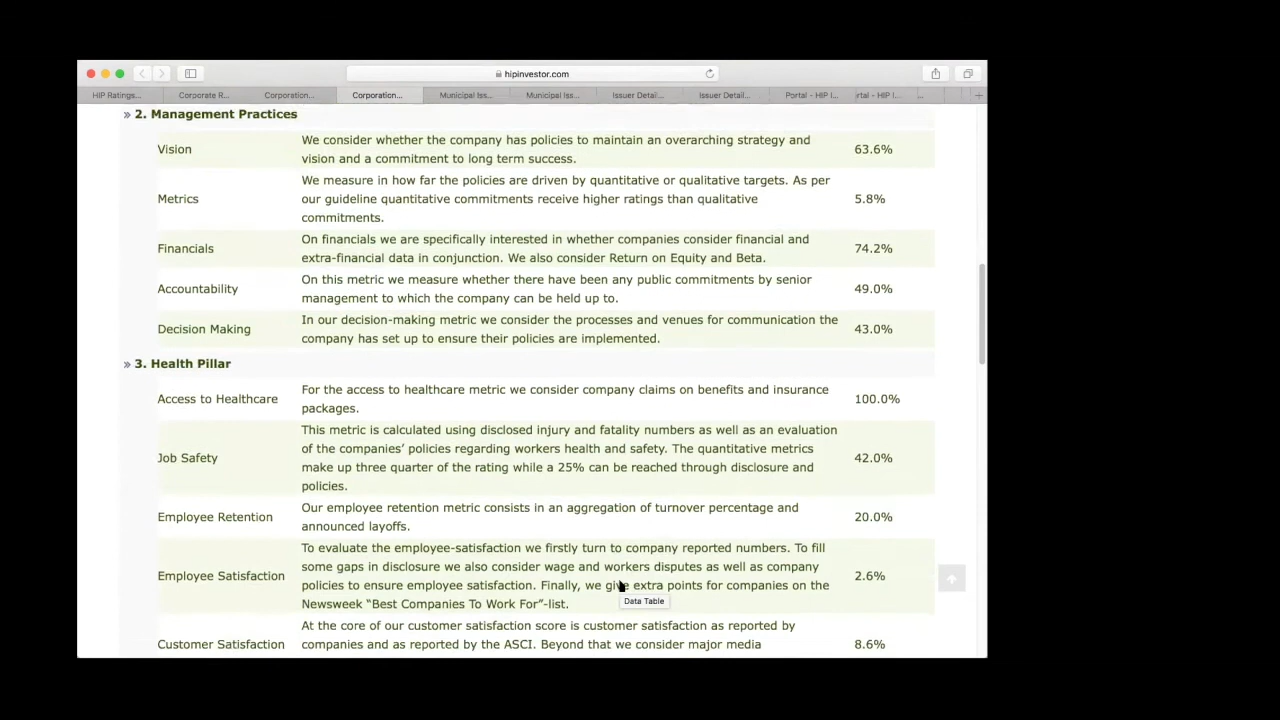 hipinvestor.com
HIP Ratings... Corporate R... Corporation... Corporation... Municipal Iss... Municipal Iss... Issuer Detail... Issuer Detail... Portal – HIP I... rtal – HIP I... ...
» 2. Management Practices
We consider whether the company has policies to maintain an overarching strategy and
Vision 63.6%
vision and a commitment to long term success.
We measure in how far the policies are driven by quantitative or qualitative targets. As per
Metrics our guideline quantitative commitments receive higher ratings than qualitative 5.8%
commitments.
On financials we are specifically interested in whether companies consider financial and
Financials 74.2%
extra-financial data in conjunction. We also consider Return on Equity and Beta.
On this metric we measure whether there have been any public commitments by senior
Accountability 49.0%
management to which the company can be held up to.
In our decision-making metric we consider the processes and venues for communication the
Decision Making 43.0%
company has set up to ensure their policies are implemented.
» 3. Health Pillar
For the access to healthcare metric we consider company claims on benefits and insurance
Access to Healthcare 100.0%
packages.
This metric is calculated using disclosed injury and fatality numbers as well as an evaluation
of the companies’ policies regarding workers health and safety. The quantitative metrics
Job Safety 42.0%
make up three quarter of the rating while a 25% can be reached through disclosure and
policies.
Our employee retention metric consists in an aggregation of turnover percentage and
Employee Retention 20.0%
announced layoffs.
To evaluate the employee-satisfaction we firstly turn to company reported numbers. To fill
some gaps in disclosure we also consider wage and workers disputes as well as company
Employee Satisfaction 2.6%
policies to ensure employee satisfaction. Finally, we give extra points for companies on the
Newsweek “Best Companies To Work For”-list.
Data Table
At the core of our customer satisfaction score is customer satisfaction as reported by
Customer Satisfaction companies and as reported by the ASCI. Beyond that we consider major media 8.6%